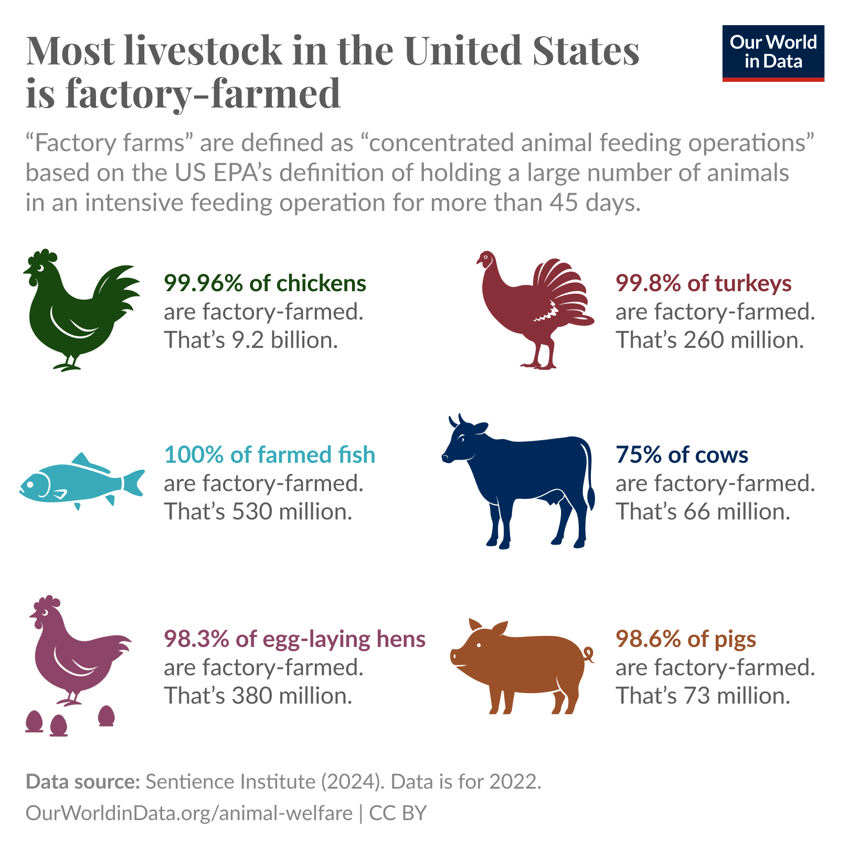 Most livestock in the United States
is factory-farmed
Our World
in Data
“Factory farms” are defined as “concentrated animal feeding operations”
based on the US EPA’s definition of holding a large number of animals
in an intensive feeding operation for more than 45 days.
99.96% of chickens
are factory-farmed.
That’s 9.2 billion.
99.8% of turkeys
are factory-farmed.
That’s 260 million.
100% of farmed fish
are factory-farmed.
That’s 530 million.
75% of cows
are factory-farmed.
That’s 66 million.
98.3% of egg-laying hens
are factory-farmed.
That’s 380 million.
98.6% of pigs
are factory-farmed.
That’s 73 million.
Data source: Sentience Institute (2024). Data is for 2022.
OurWorldinData.org/animal-welfare | CC BY